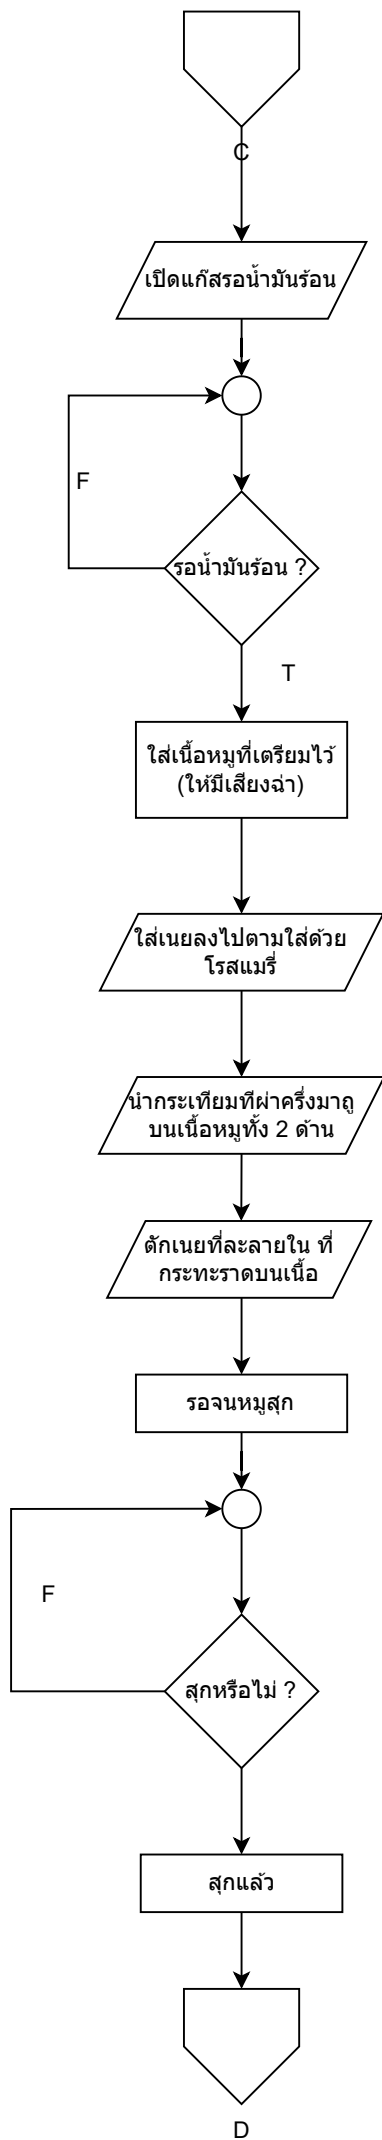 C
เปิดแก๊สรอน้ำมันร้อน
F
รอน้ำมันร้อน ?
T
ใส่เนื้อหมูที่เตรียมไว้
(ให้มีเสียงฉ่า)
ใส่เนยลงไปตามใส่ด้วย
โรสแมรี่
นำกระเทียมทีผ่าครึ่งมาถู
บนเนื้อหมูทั้ง 2 ด้าน
ตักเนยที่ละลายใน ที่
กระทะราดบนเนื้อ
รอจนหมูสุก
F
สุกหรือไม่ ?
สุกแล้ว
D